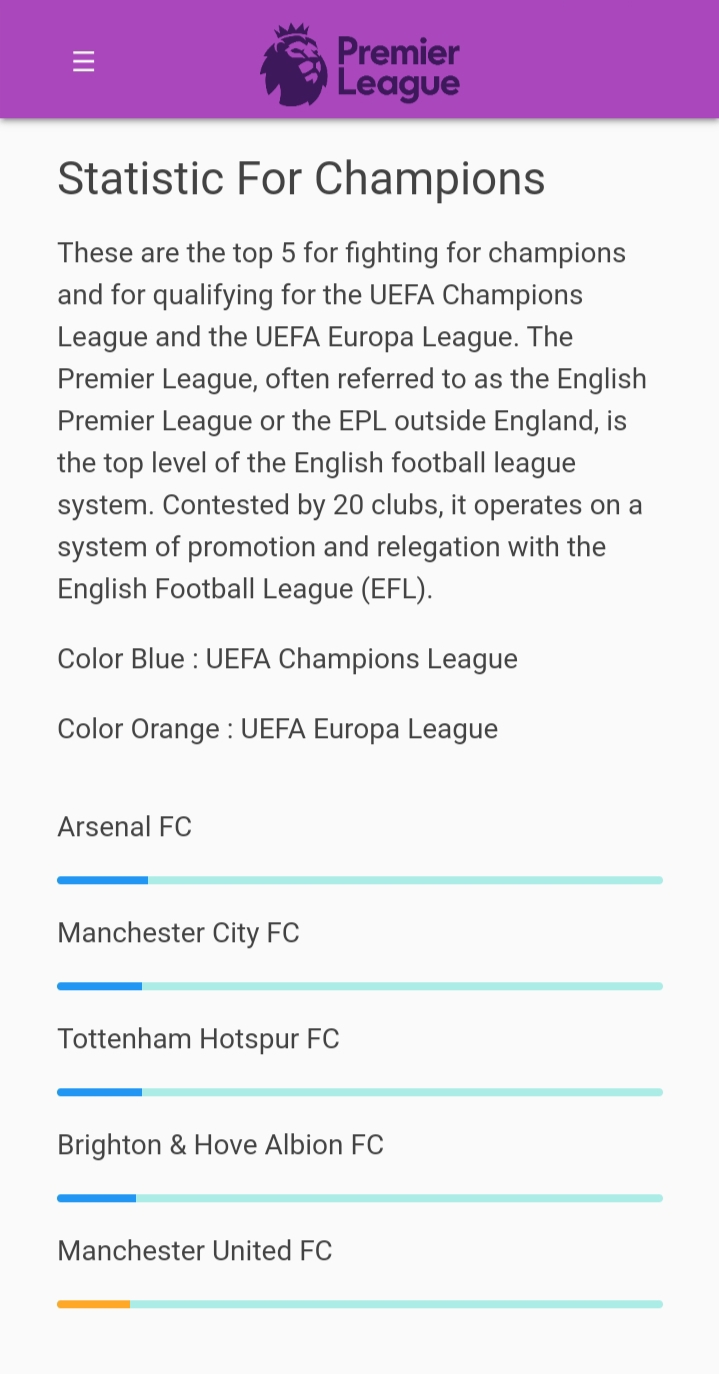 Premier
League
Statistic For Champions
These are the top 5 for fighting for champions
and for qualifying for the UEFA Champions
League and the UEFA Europa League. The
Premier League, often referred to as the English
Premier League or the EPL outside England, is
the top level of the English football league
system. Contested by 20 clubs, it operates on a
system of promotion and relegation with the
English Football League (EFL).
Color Blue : UEFA Champions League
Color Orange : UEFA Europa League
Arsenal FC
Manchester City FC
Tottenham Hotspur FC
Brighton & Hove Albion FC
Manchester United FC